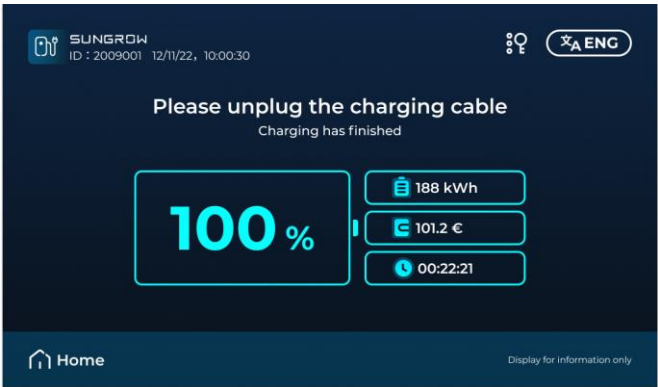 SUNGROW
ID：2009001 12/11/22，10:00:30
ENG
Please unplug the charging cable
Charging has finished
100 %
188 kWh
101.2 €
00:22:21
Home
Display for information only